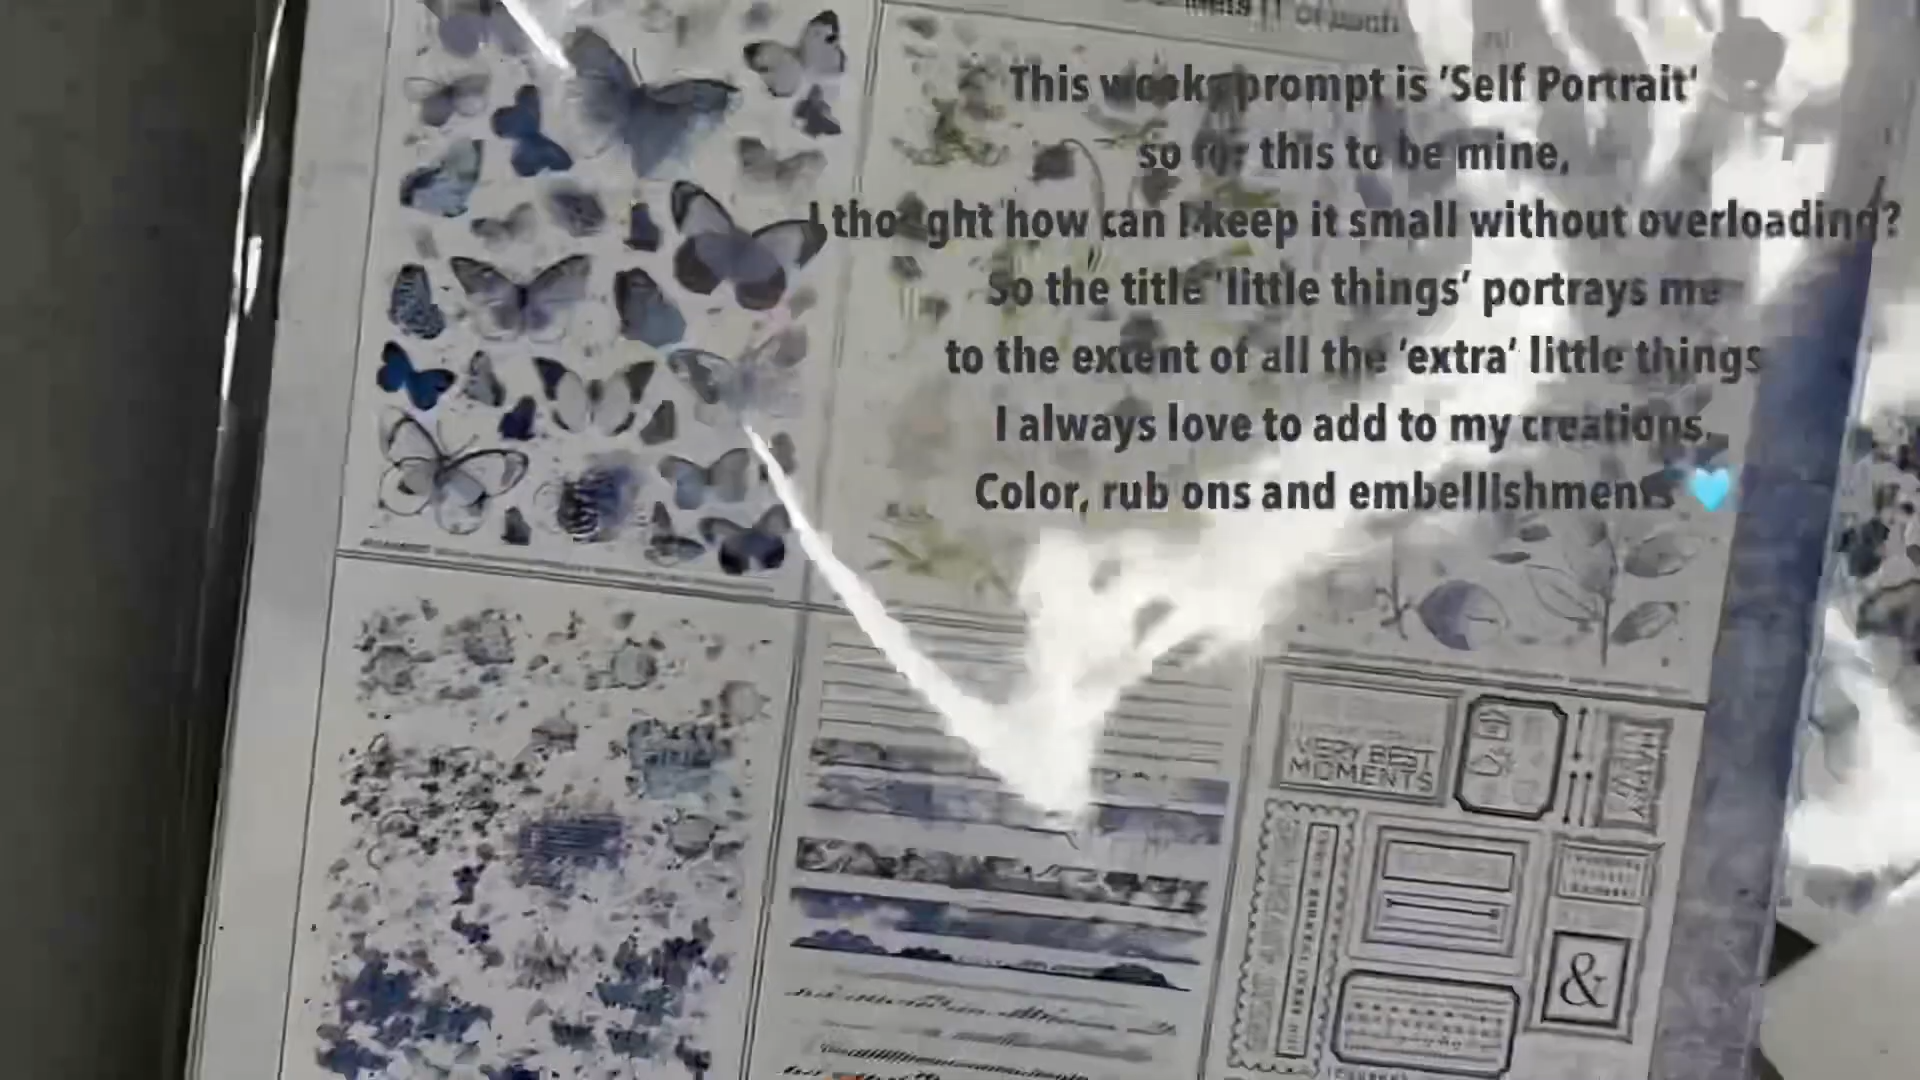 This weeks prompt is 'Self Portrait'
so for this to be mine,
I thought how can I keep it small without overloading?
So the title 'little things' portrays me
to the extent of all the 'extra' little things
I always love to add to my creations.
Color, rub ons and embellishments 🩵
VERY BEST
MOMENTS
HAPPY
&